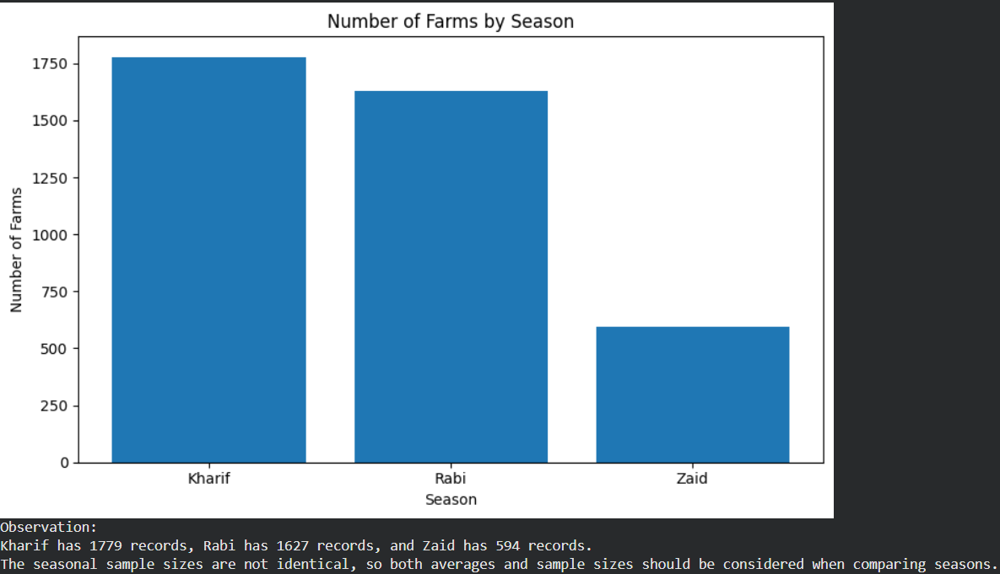 Number of Farms by Season
Number of Farms
1750
1500
1250
1000
750
500
250
0
Kharif
Rabi
Zaid
Season
Observation:
Kharif has 1779 records, Rabi has 1627 records, and Zaid has 594 records.
The seasonal sample sizes are not identical, so both averages and sample sizes should be considered when comparing seasons.